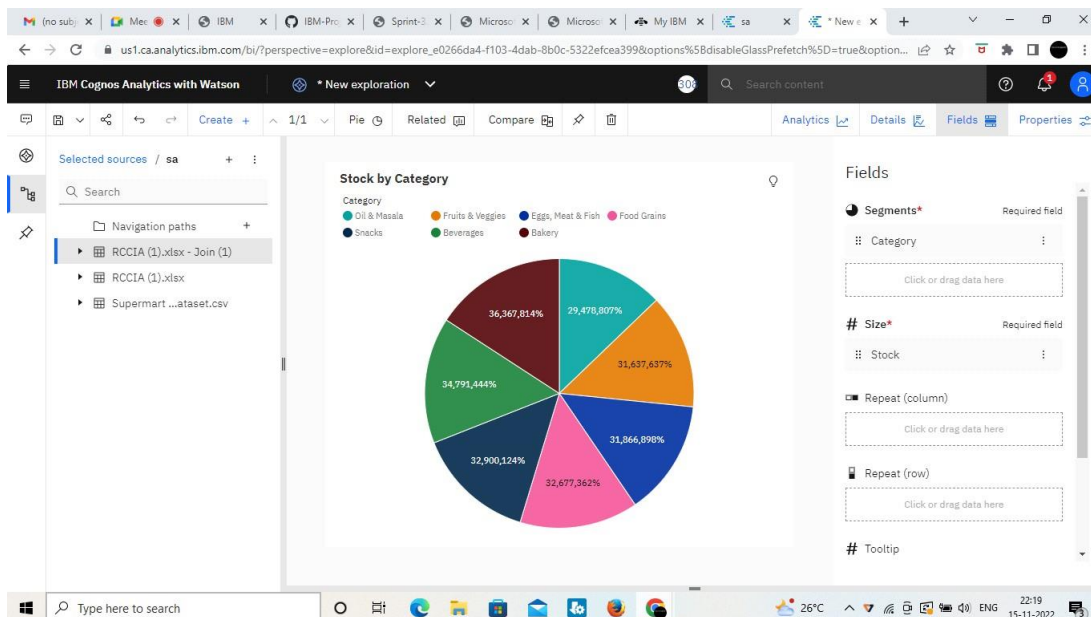 (no subj
Mee
IBM
IBM-Pro
Sprint-3
Microsof
Microso
My IBM
sa
* New e
us1.ca.analytics.ibm.com/bi/?perspective=explore&id=explore_e0266da4-f103-4dab-8b0c-5322efcea399&options%5BdisableGlassPrefetch%5D=true&option...
IBM Cognos Analytics with Watson
* New exploration
308
Search content
1
Create +
1/1
Pie
Related
Compare
Analytics
Details
Fields
Properties
Selected sources / sa
Search
Navigation paths
RCCIA (1).xlsx - Join (1)
RCCIA (1).xlsx
Supermart ...ataset.csv
Stock by Category
Category
Oil & Masala
Fruits & Veggies
Eggs, Meat & Fish
Food Grains
Snacks
Beverages
Bakery
36,367,814%
29,478,807%
31,637,637%
34,791,444%
31,866,898%
32,900,124%
32,677,362%
Fields
Segments* Required field
Category
Click or drag data here
# Size* Required field
Stock
Repeat (column)
Click or drag data here
Repeat (row)
Click or drag data here
# Tooltip
Type here to search
26°C
ENG
22:19
15-11-2022
3